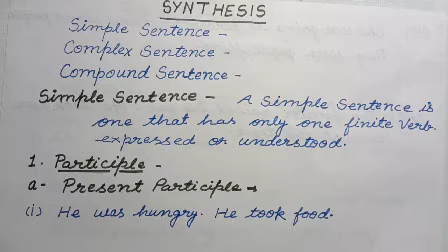 SYNTHESIS
Simple Sentence -
Complex Sentence -
Compound Sentence -
Simple Sentence - A Simple Sentence is
one that has only one finite Verb.
expressed or understood.
1. Participle -
a- Present Participle →
(i) He was hungry. He took food.